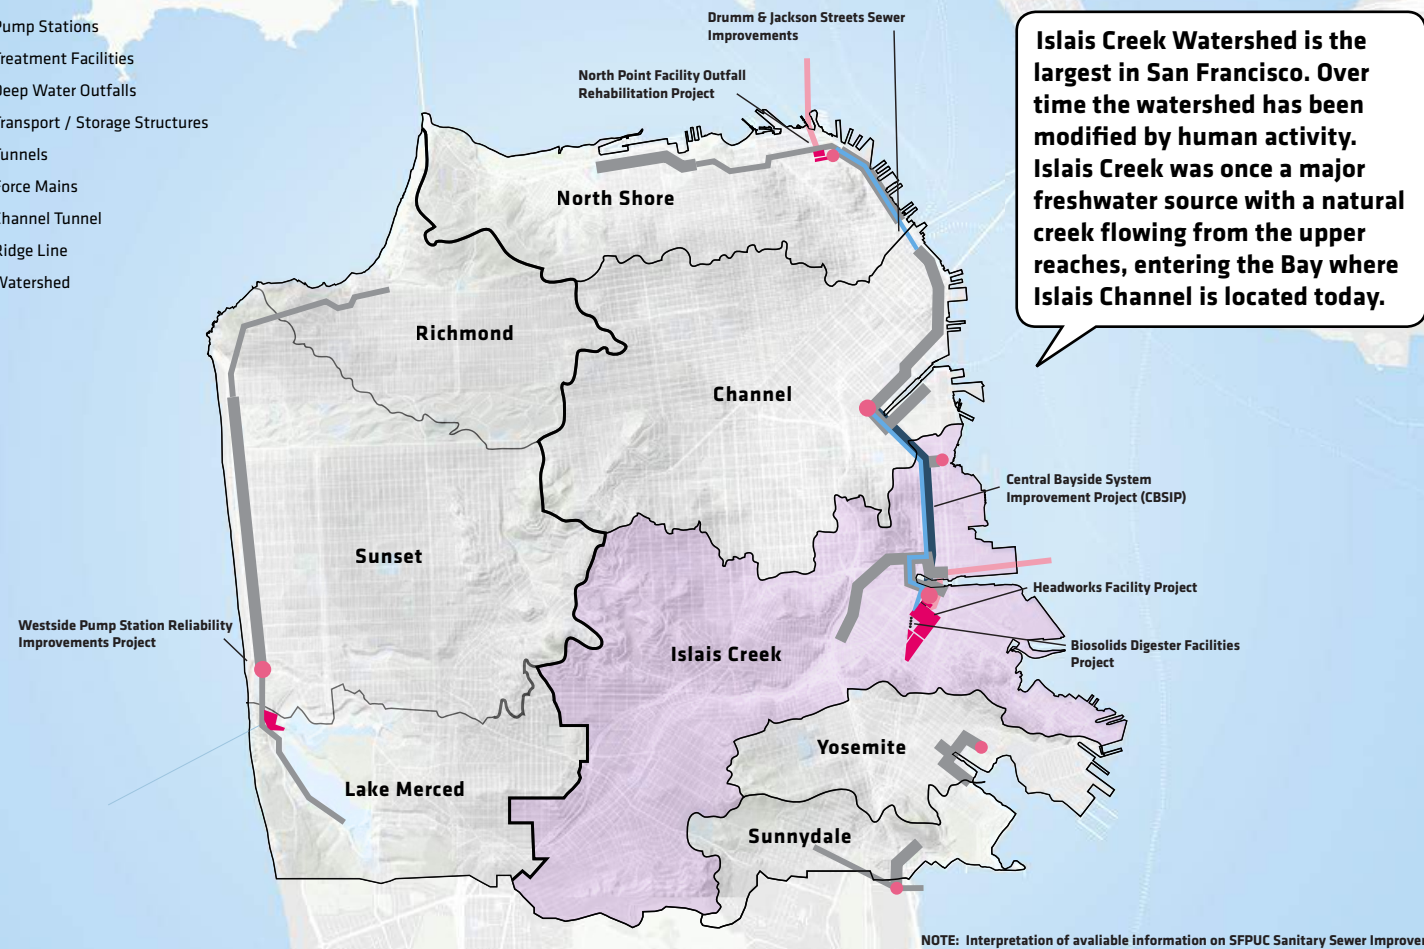 Pump Stations
Treatment Facilities
Deep Water Outfalls
Transport / Storage Structures
Tunnels
Force Mains
Channel Tunnel
Ridge Line
Watershed
Drumm & Jackson Streets Sewer
Improvements
North Point Facility Outfall
Rehabilitation Project
Islais Creek Watershed is the
largest in San Francisco. Over
time the watershed has been
modified by human activity.
Islais Creek was once a major
freshwater source with a natural
creek flowing from the upper
reaches, entering the Bay where
Islais Channel is located today.
North Shore
Richmond
Channel
Central Bayside System
Improvement Project (CBSIP)
Sunset
Headworks Facility Project
Westside Pump Station Reliability
Improvements Project
Islais Creek
Biosolids Digester Facilities
Project
Yosemite
Lake Merced
Sunnydale
NOTE: Interpretation of avaliable information on SFPUC Sanitary Sewer Improve